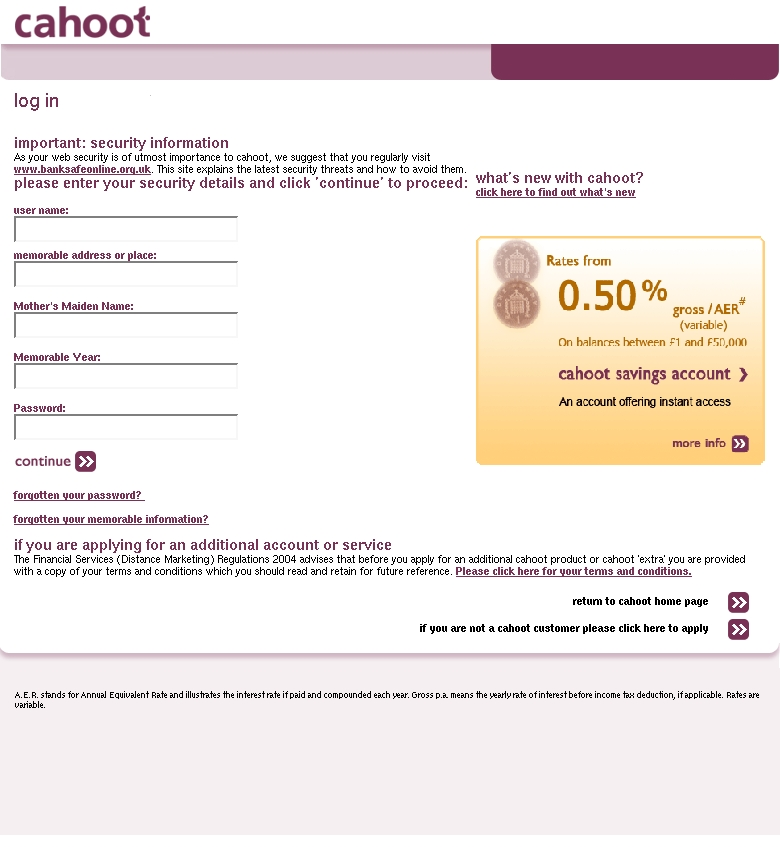 cahoot
log in
important: security information
As your web security is of utmost importance to cahoot, we suggest that you regularly visit
www.banksafeonline.org.uk. This site explains the latest security threats and how to avoid them.
please enter your security details and click 'continue' to proceed:
user name:
memorable address or place:
Mother's Maiden Name:
Memorable Year:
Password:
continue
forgotten your password?
forgotten your memorable information?
what's new with cahoot?
click here to find out what's new
Rates from
0.50%
gross / AER#
(variable)
On balances between £1 and £50,000
cahoot savings account
An account offering instant access
more info
if you are applying for an additional account or service
The Financial Services (Distance Marketing) Regulations 2004 advises that before you apply for an additional cahoot product or cahoot 'extra' you are provided
with a copy of your terms and conditions which you should read and retain for future reference. Please click here for your terms and conditions.
return to cahoot home page
if you are not a cahoot customer please click here to apply
A.E.R. stands for Annual Equivalent Rate and illustrates the interest rate if paid and compounded each year. Gross p.a. means the yearly rate of interest before income tax deduction, if applicable. Rates are
variable.